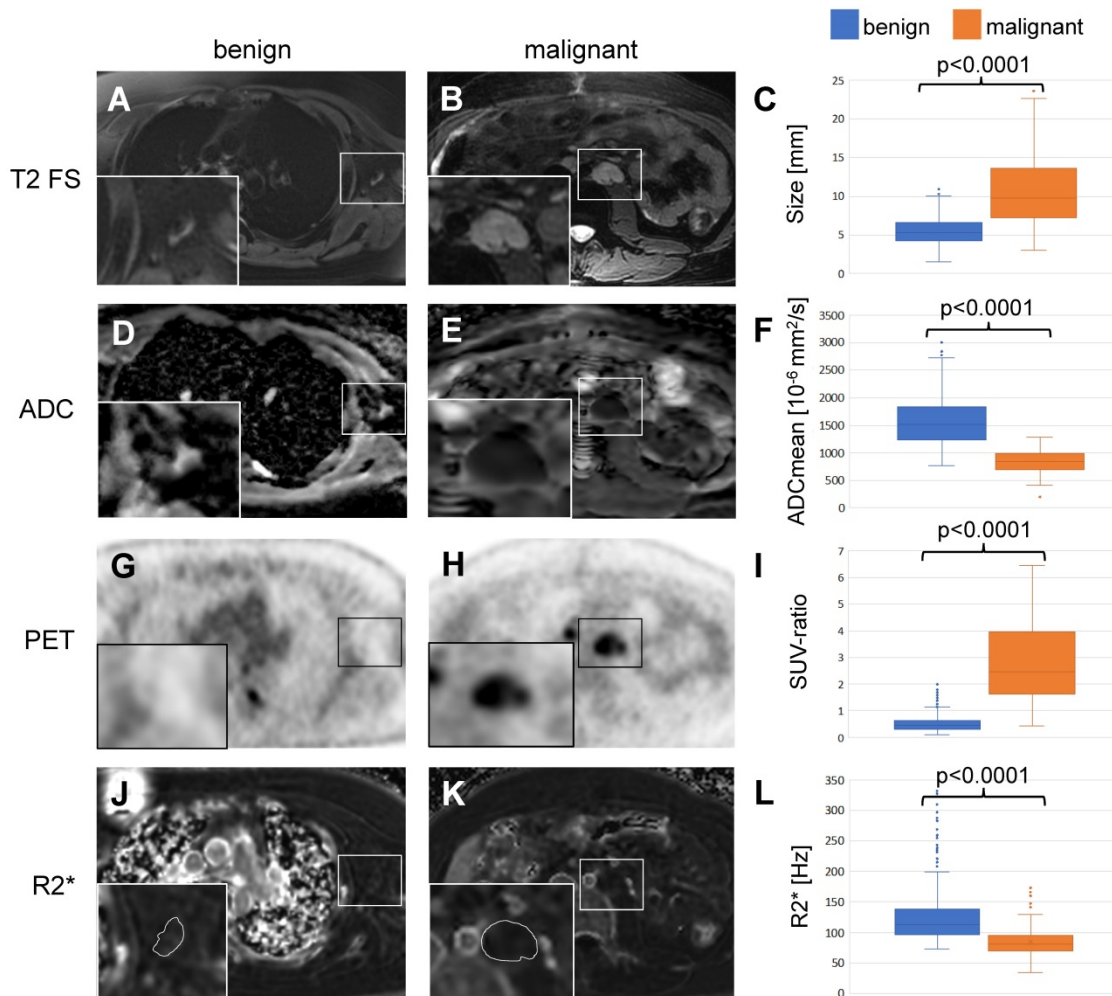 benign malignant
benign malignant
T2 FS
A
B
C
p<0.0001
Size [mm]
25
20
15
10
5
0
ADC
D
E
F
p<0.0001
ADCmean [10⁻⁶ mm²/s]
3500
3000
2500
2000
1500
1000
500
0
PET
G
H
I
p<0.0001
SUV-ratio
7
6
5
4
3
2
1
0
R2*
J
K
L
p<0.0001
R2* [Hz]
350
300
250
200
150
100
50
0